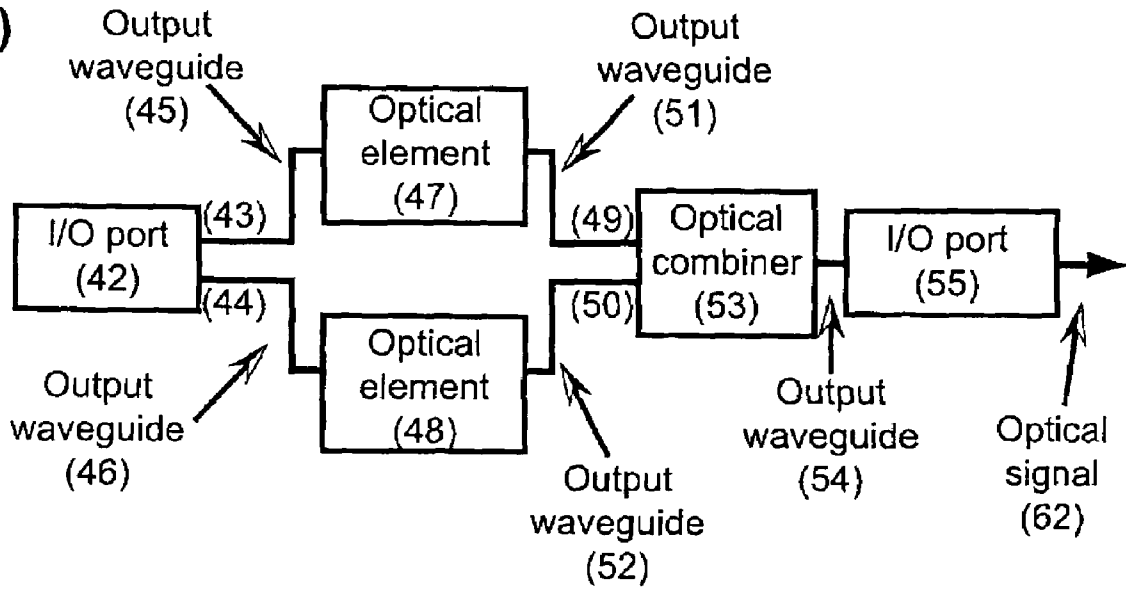 )
Output
waveguide
(45)
Output
waveguide
(51)
Optical
element
(47)
I/O port
(42)
(43)
(44)
(49)
(50)
Optical
combiner
(53)
I/O port
(55)
Optical
element
(48)
Output
waveguide
(46)
Output
waveguide
(52)
Output
waveguide
(54)
Optical
signal
(62)